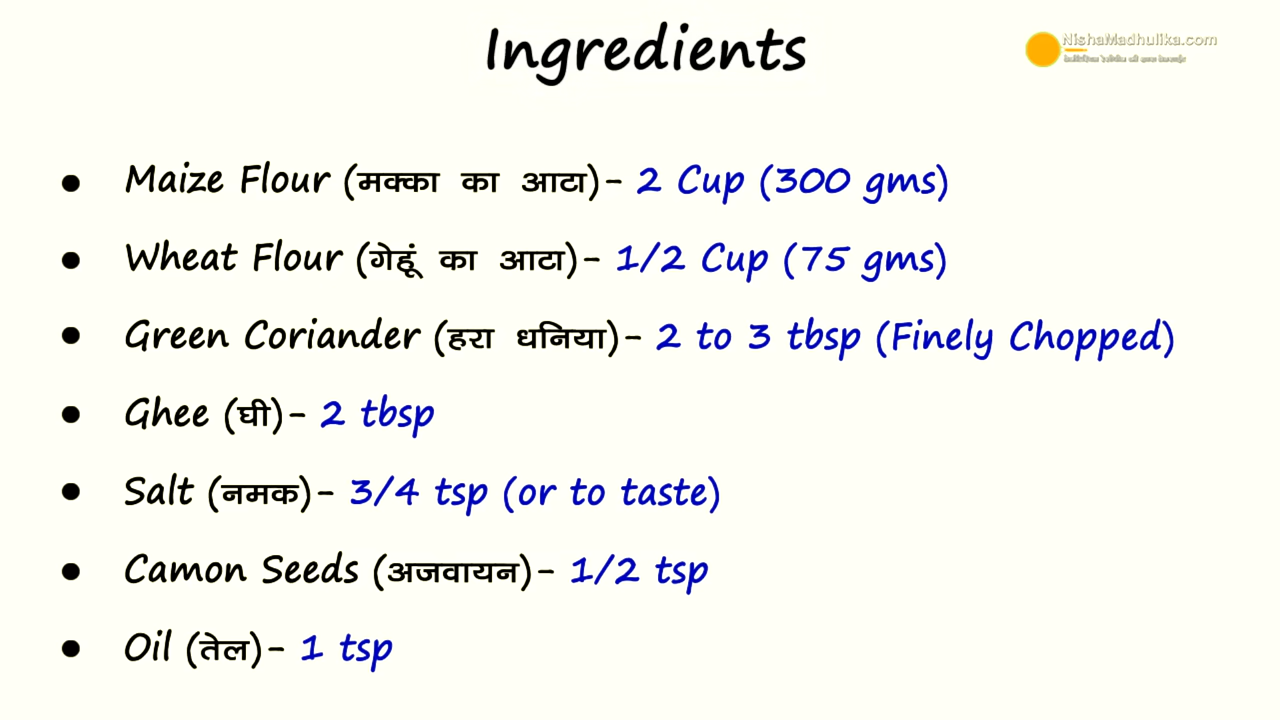 Ingredients
NishaMadhulika.com
• Maize Flour (मक्का का आटा)- 2 Cup (300 gms)
• Wheat Flour (गेहूं का आटा)- 1/2 Cup (75 gms)
• Green Coriander (हरा धनिया)- 2 to 3 tbsp (Finely Chopped)
• Ghee (घी)- 2 tbsp
• Salt (नमक)- 3/4 tsp (or to taste)
• Camon Seeds (अजवायन)- 1/2 tsp
• Oil (तेल)- 1 tsp